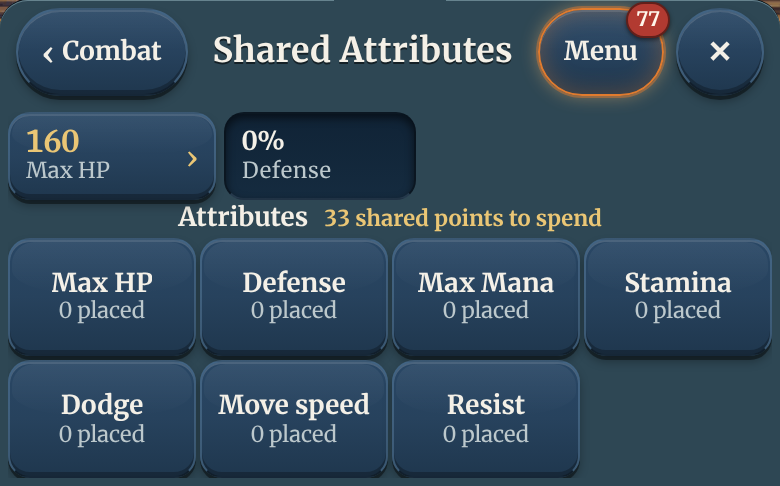 ‹ Combat
Shared Attributes
Menu
77
×
160
Max HP
›
0%
Defense
Attributes 33 shared points to spend
Max HP
0 placed
Defense
0 placed
Max Mana
0 placed
Stamina
0 placed
Dodge
0 placed
Move speed
0 placed
Resist
0 placed